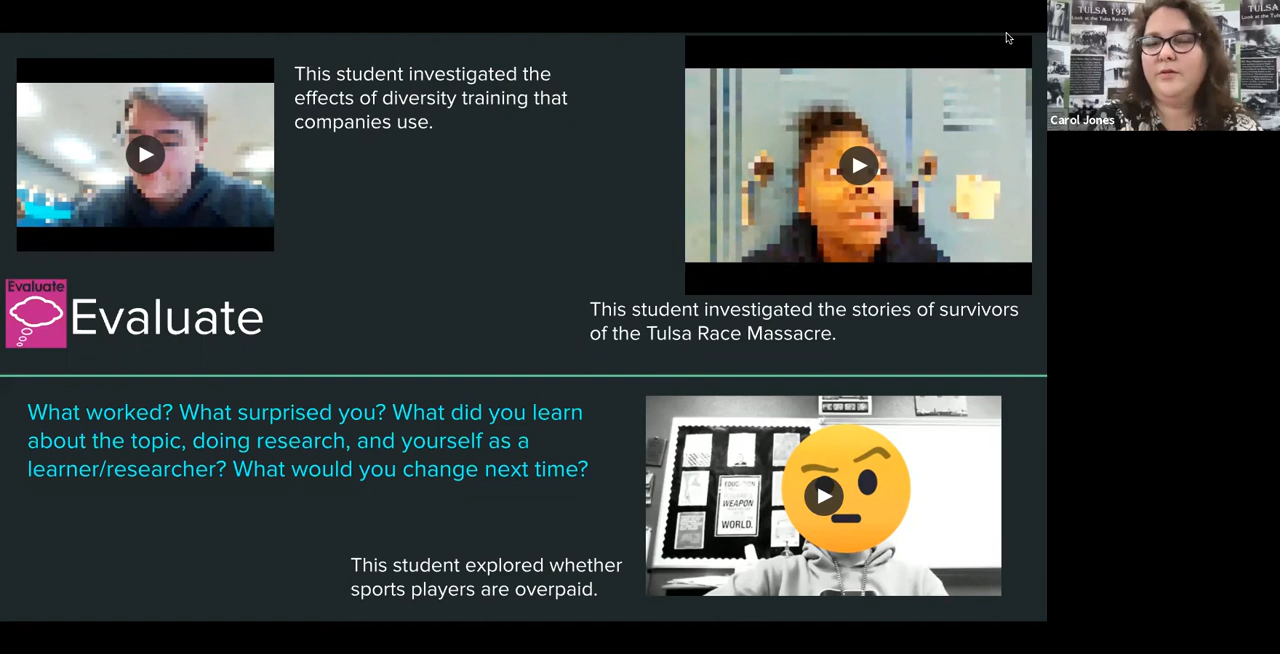 This student investigated the
effects of diversity training that
companies use.
TULSA 1921
TULSA
Carol Jones
This student investigated the stories of survivors
of the Tulsa Race Massacre.
Evaluate
Evaluate
What worked? What surprised you? What did you learn
about the topic, doing research, and yourself as a
learner/researcher? What would you change next time?
WEAPON
WORLD.
This student explored whether
sports players are overpaid.